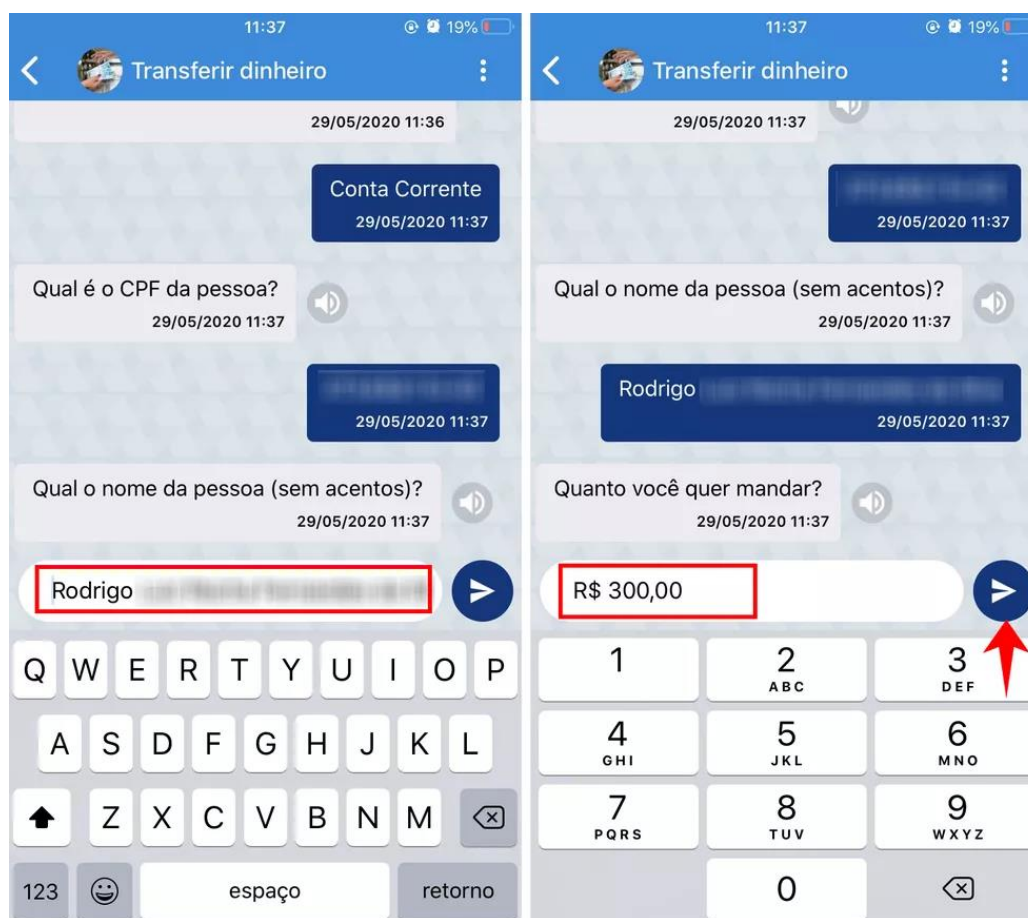 11:37
19%
Transferir dinheiro
29/05/2020 11:36
Conta Corrente
29/05/2020 11:37
Qual é o CPF da pessoa?
29/05/2020 11:37
29/05/2020 11:37
Qual o nome da pessoa (sem acentos)?
29/05/2020 11:37
Rodrigo
Q W E R T Y U I O P
A S D F G H J K L
Z X C V B N M
123 espaço retorno
11:37
19%
Transferir dinheiro
29/05/2020 11:37
29/05/2020 11:37
Qual o nome da pessoa (sem acentos)?
29/05/2020 11:37
Rodrigo
29/05/2020 11:37
Quanto você quer mandar?
29/05/2020 11:37
R$ 300,00
1 2 3
ABC DEF
4 5 6
GHI JKL MNO
7 8 9
PQRS TUV WXYZ
0